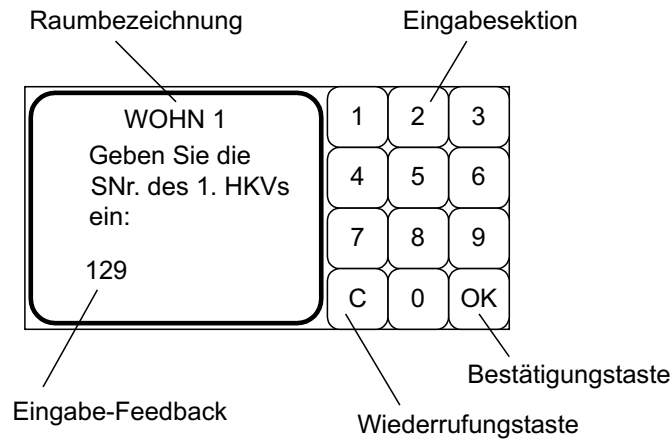 Raumbezeichnung
Eingabesektion
WOHN 1
Geben Sie die
SNr. des 1. HKVs
ein:
129
1 2 3
4 5 6
7 8 9
C 0 OK
Bestätigungstaste
Eingabe-Feedback
Wiederrufungstaste